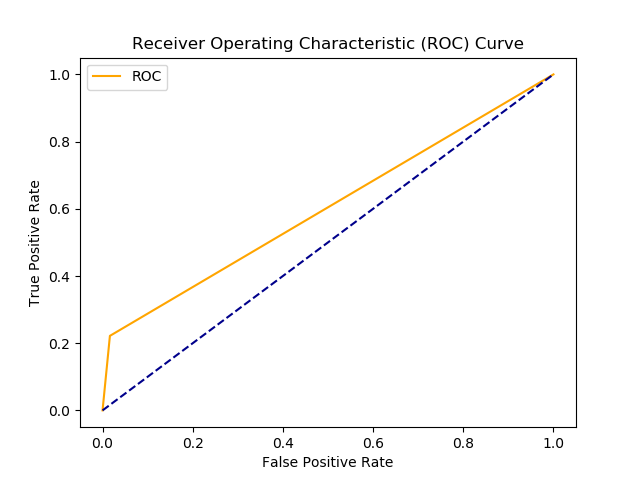 Receiver Operating Characteristic (ROC) Curve
ROC
1.0
0.8
0.6
0.4
0.2
0.0
True Positive Rate
0.0 0.2 0.4 0.6 0.8 1.0
False Positive Rate